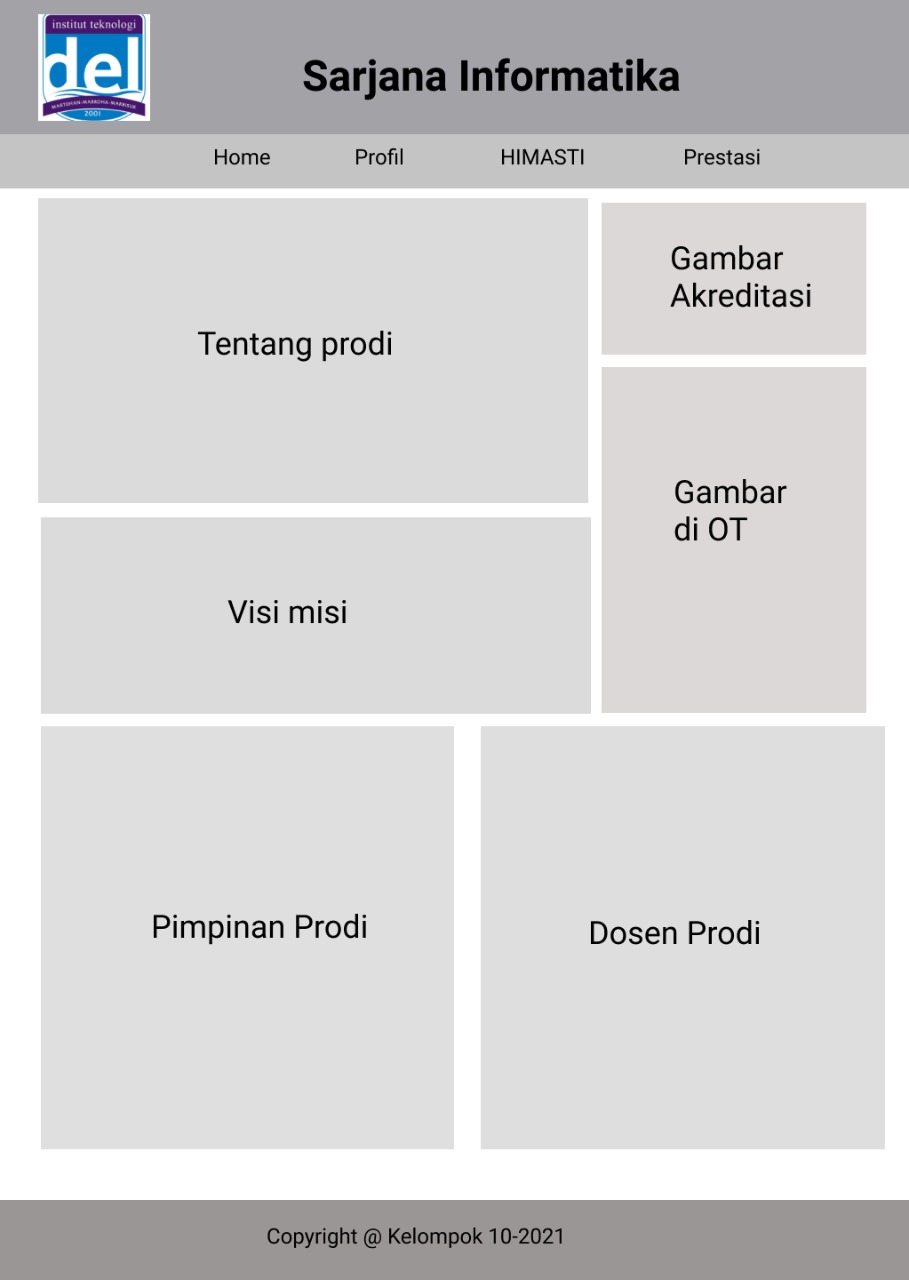 institut teknologi
del
MARTUHAN-MARROHA-MARBISUK
2001
Sarjana Informatika
Home Profil HIMASTI Prestasi
Tentang prodi
Gambar
Akreditasi
Gambar
di OT
Visi misi
Pimpinan Prodi
Dosen Prodi
Copyright @ Kelompok 10-2021